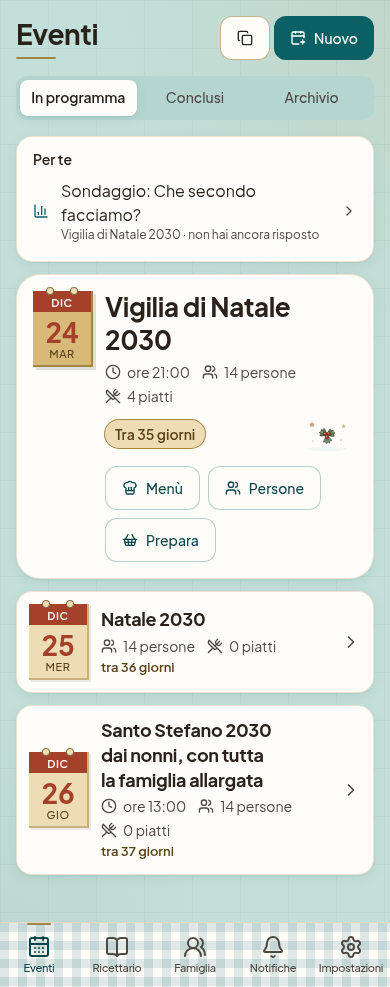 Eventi
Nuovo
In programma
Conclusi
Archivio
Per te
Sondaggio: Che secondo
facciamo?
Vigilia di Natale 2030 · non hai ancora risposto
DIC
24
MAR
Vigilia di Natale
2030
ore 21:00
14 persone
4 piatti
Tra 35 giorni
Menù
Persone
Prepara
DIC
25
MER
Natale 2030
14 persone
0 piatti
tra 36 giorni
DIC
26
GIO
Santo Stefano 2030
dai nonni, con tutta
la famiglia allargata
ore 13:00
14 persone
0 piatti
tra 37 giorni
Eventi
Ricettario
Famiglia
Notifiche
Impostazioni